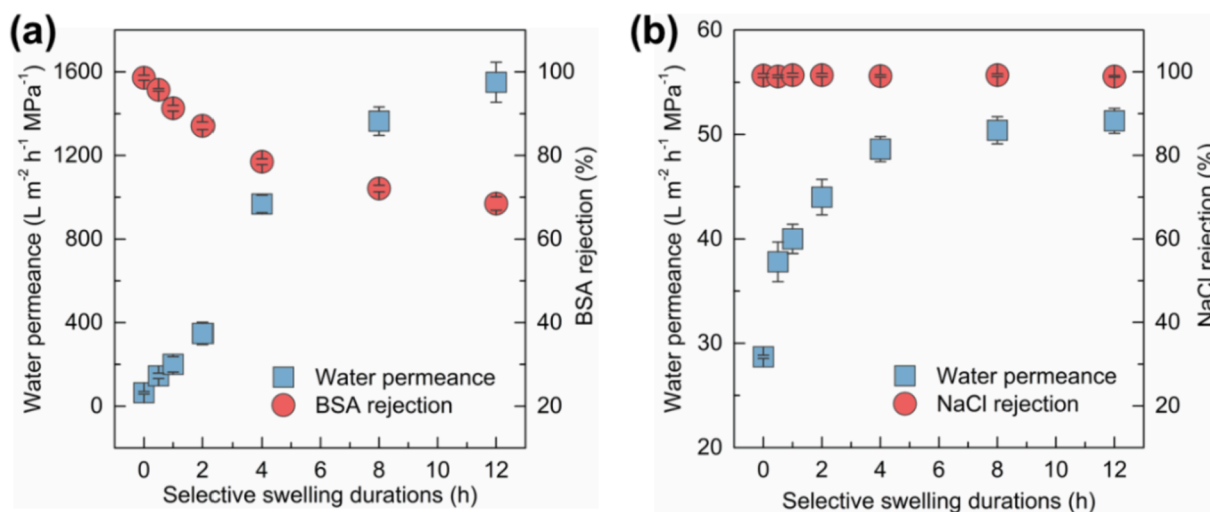 (a)
Water permeance (L m⁻² h⁻¹ MPa⁻¹)
1600
1200
800
400
0
100
80
60
40
20
BSA rejection (%)
Water permeance
BSA rejection
0 2 4 6 8 10 12
Selective swelling durations (h)
(b)
Water permeance (L m⁻² h⁻¹ MPa⁻¹)
60
50
40
30
20
100
80
60
40
20
NaCl rejection (%)
Water permeance
NaCl rejection
0 2 4 6 8 10 12
Selective swelling durations (h)